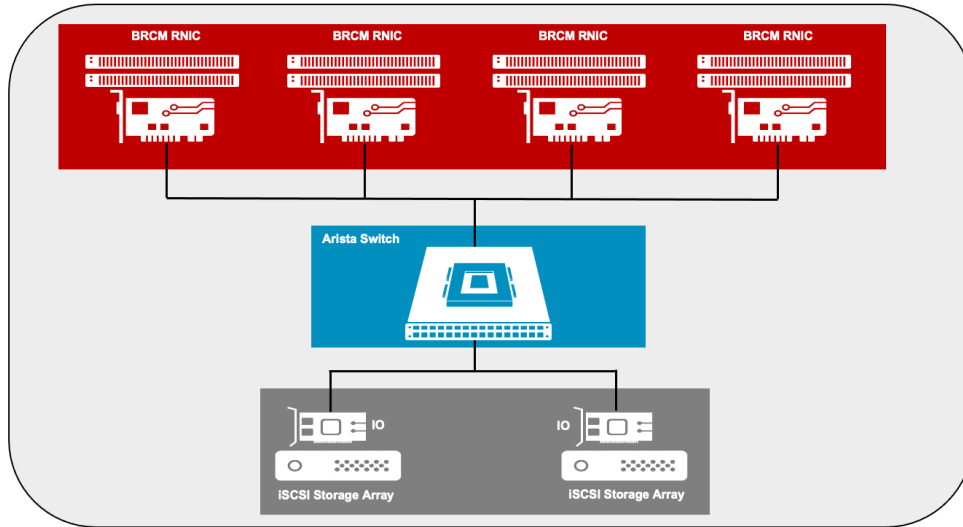 BRCM RNIC
BRCM RNIC
BRCM RNIC
BRCM RNIC
Arista Switch
IO
IO
iSCSI Storage Array
iSCSI Storage Array